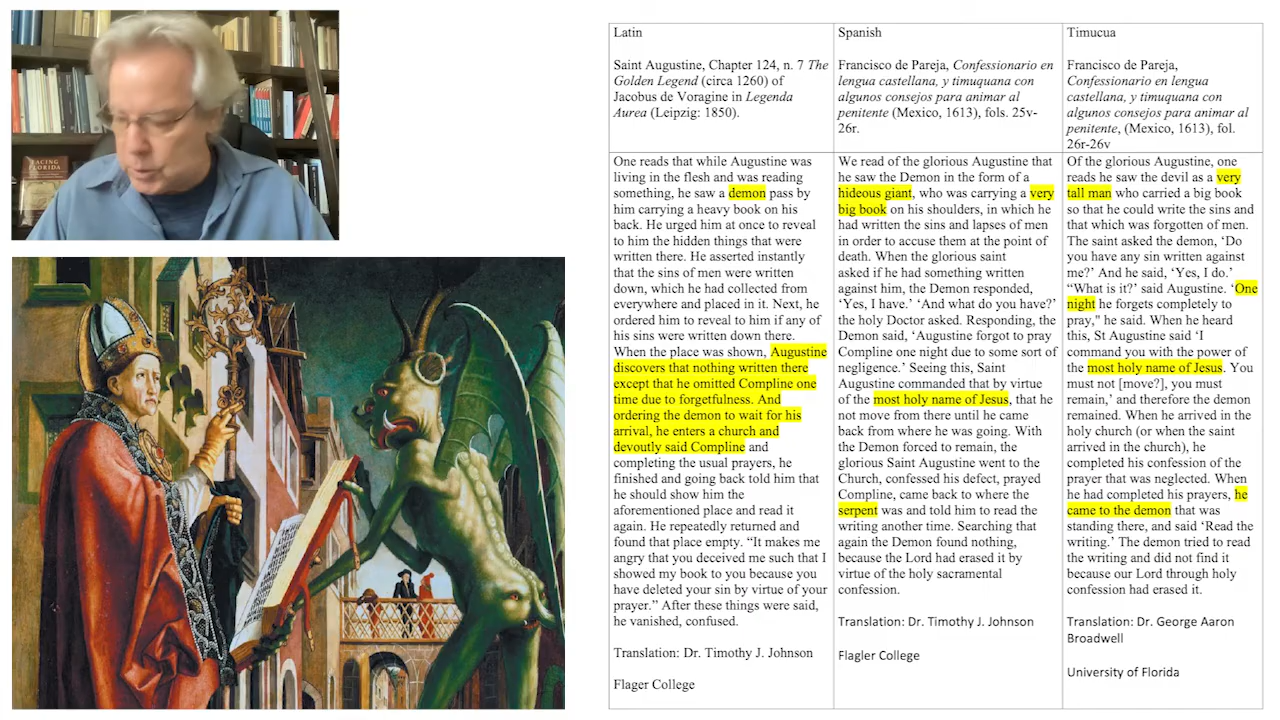 RACING
FLORIDA
Latin
Saint Augustine, Chapter 124, n. 7 The
Golden Legend (circa 1260) of
Jacobus de Voragine in Legenda
Aurea (Leipzig: 1850).
One reads that while Augustine was
living in the flesh and was reading
something, he saw a demon pass by
him carrying a heavy book on his
back. He urged him at once to reveal
to him the hidden things that were
written there. He asserted instantly
that the sins of men were written
down, which he had collected from
everywhere and placed in it. Next, he
ordered him to reveal to him if any of
his sins were written down there.
When the place was shown, Augustine
discovers that nothing written there
except that he omitted Compline one
time due to forgetfulness. And
ordering the demon to wait for his
arrival, he enters a church and
devoutly said Compline and
completing the usual prayers, he
finished and going back told him that
he should show him the
aforementioned place and read it
again. He repeatedly returned and
found that place empty. “It makes me
angry that you deceived me such that I
showed my book to you because you
have deleted your sin by virtue of your
prayer.” After these things were said,
he vanished, confused.
Translation: Dr. Timothy J. Johnson
Flager College
Spanish
Francisco de Pareja, Confessionario en
lengua castellana, y timuquana con
algunos consejos para animar al
penitente (Mexico, 1613), fols. 25v-
26r.
We read of the glorious Augustine that
he saw the Demon in the form of a
hideous giant, who was carrying a very
big book on his shoulders, in which he
had written the sins and lapses of men
in order to accuse them at the point of
death. When the glorious saint
asked if he had something written
against him, the Demon responded,
‘Yes, I have.’ ‘And what do you have?’
the holy Doctor asked. Responding, the
Demon said, ‘Augustine forgot to pray
Compline one night due to some sort of
negligence.’ Seeing this, Saint
Augustine commanded that by virtue
of the most holy name of Jesus, that he
not move from there until he came
back from where he was going. With
the Demon forced to remain, the
glorious Saint Augustine went to the
Church, confessed his defect, prayed
Compline, came back to where the
serpent was and told him to read the
writing another time. Searching that
again the Demon found nothing,
because the Lord had erased it by
virtue of the holy sacramental
confession.
Translation: Dr. Timothy J. Johnson
Flagler College
Timucua
Francisco de Pareja,
Confessionario en lengua
castellana, y timuquana con
algunos consejos para animar al
penitente, (Mexico, 1613), fol.
26r-26v
Of the glorious Augustine, one
reads he saw the devil as a very
tall man who carried a big book
so that he could write the sins and
that which was forgotten of men.
The saint asked the demon, ‘Do
you have any sin written against
me?’ And he said, ‘Yes, I do.’
“What is it?’ said Augustine. ‘One
night he forgets completely to
pray," he said. When he heard
this, St Augustine said ‘I
command you with the power of
the most holy name of Jesus. You
must not [move?], you must
remain,’ and therefore the demon
remained. When he arrived in the
holy church (or when the saint
arrived in the church), he
completed his confession of the
prayer that was neglected. When
he had completed his prayers, he
came to the demon that was
standing there, and said ‘Read the
writing.’ The demon tried to read
the writing and did not find it
because our Lord through holy
confession had erased it.
Translation: Dr. George Aaron
Broadwell
University of Florida